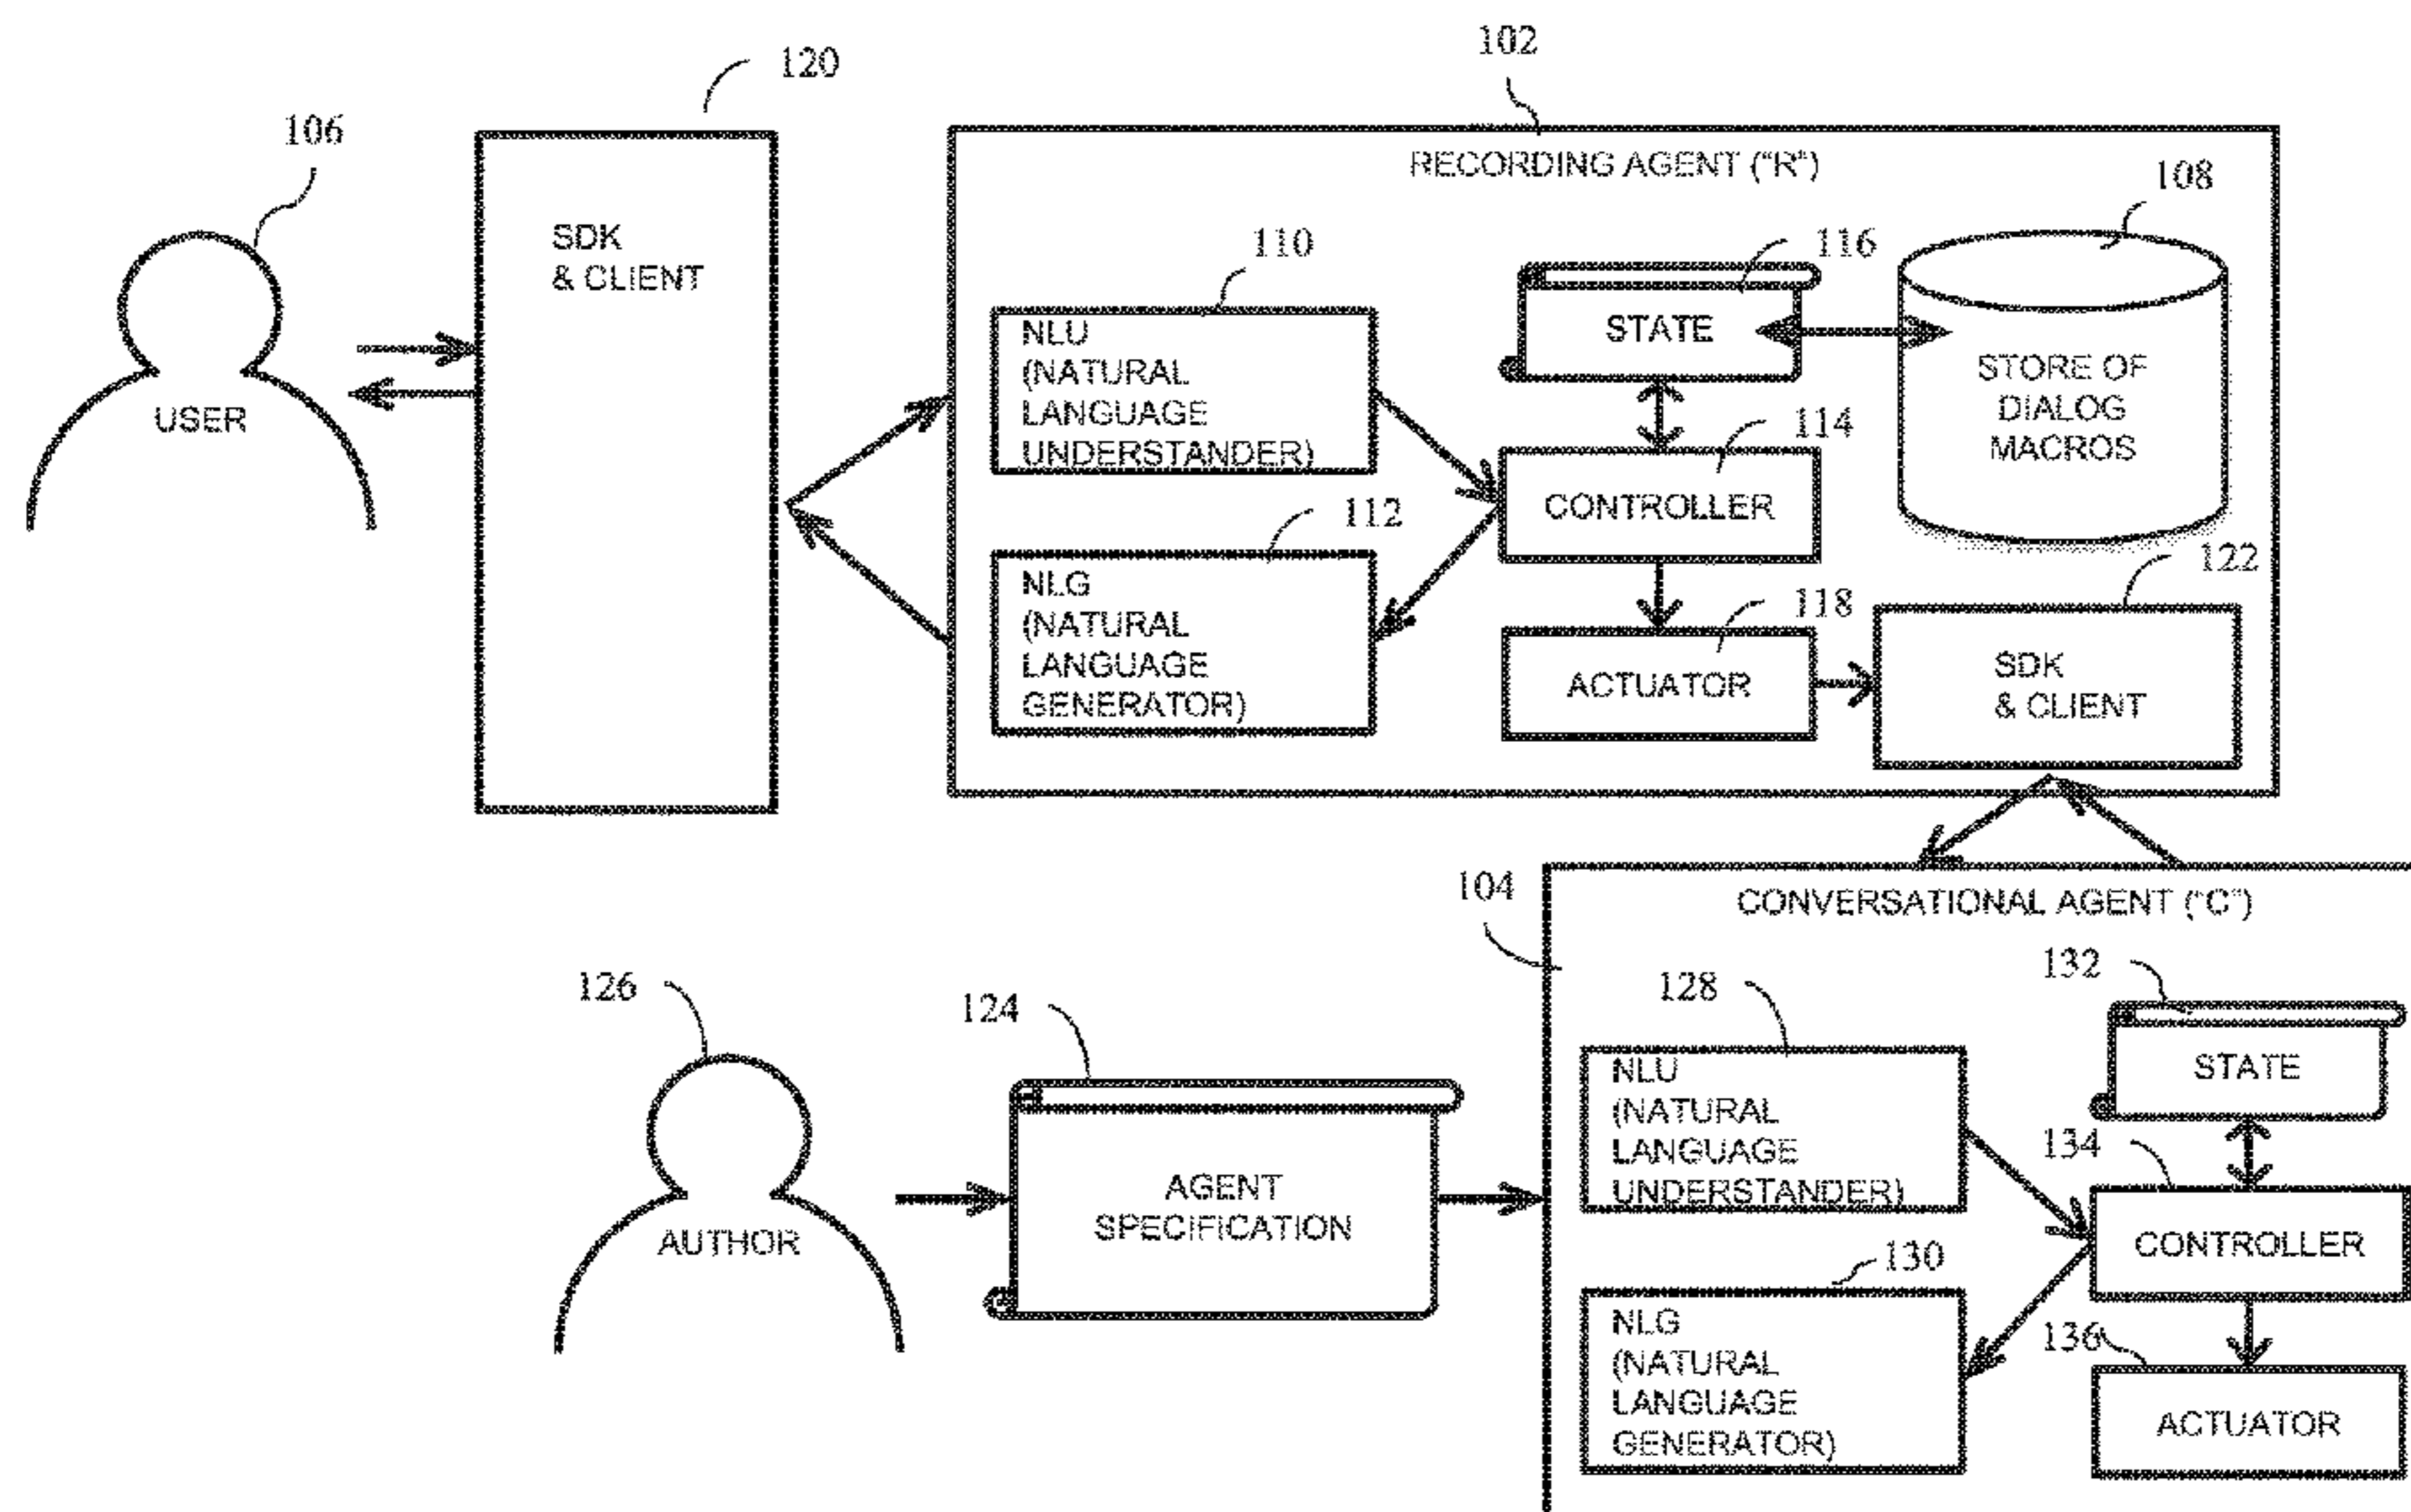 102
120
106
RECORDING AGENT ("R")
108
SDK
& CLIENT
110
116
NLU
(NATURAL
LANGUAGE
UNDERSTANDER)
STATE
STORE OF
DIALOG
MACROS
USER
114
CONTROLLER
112
122
NLG
(NATURAL
LANGUAGE
GENERATOR)
118
ACTUATOR
SDK
& CLIENT
104
CONVERSATIONAL AGENT ("C")
126
124
128
132
NLU
(NATURAL
LANGUAGE
UNDERSTANDER)
STATE
134
AGENT
SPECIFICATION
AUTHOR
CONTROLLER
130
NLG
(NATURAL
LANGUAGE
GENERATOR)
136
ACTUATOR